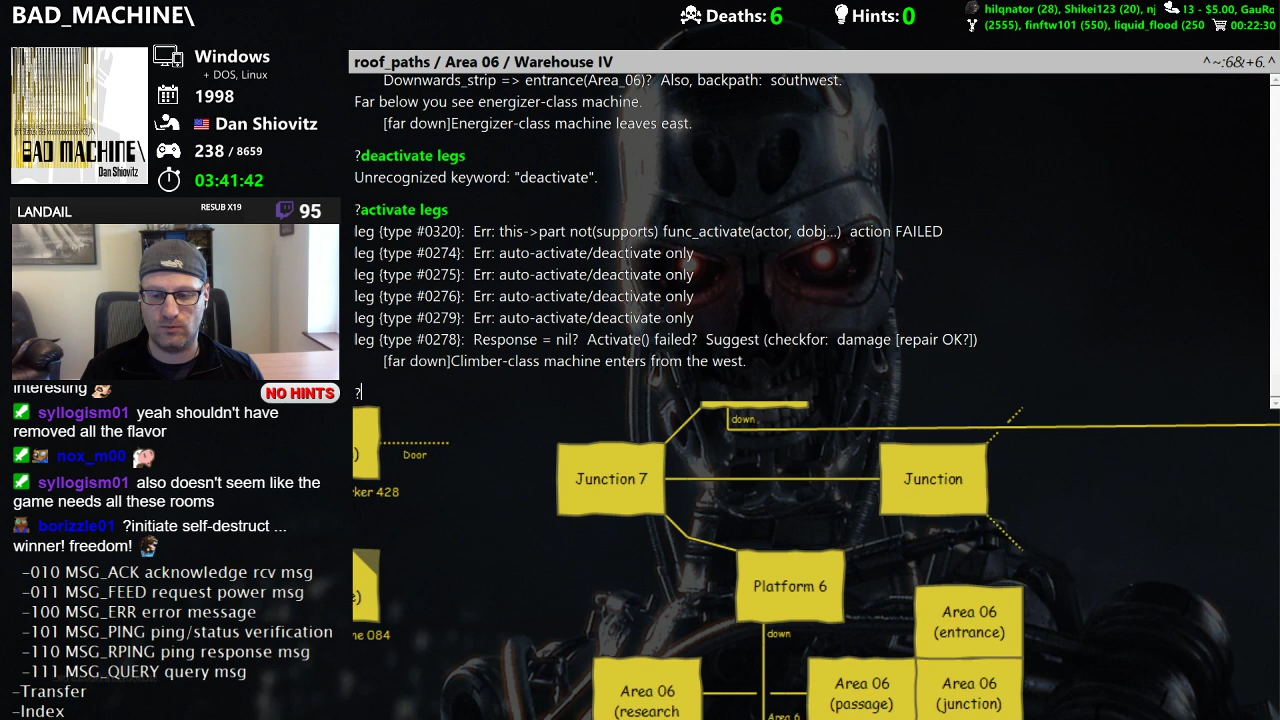 BAD_MACHINE\
Deaths: 6
Hints: 0
hilqnator (28), Shikei123 (20), nj
(2555), finftw101 (550), liquid_flood (250
I3 - $5.00, GauRo
00:22:30
BAD MACHINE\
Dan Shiovitz
Windows
+ DOS, Linux
1998
Dan Shiovitz
238 / 8659
03:41:42
LANDAIL
RESUB X19
95
NO HINTS
interesting
syllogism01 yeah shouldn't have
removed all the flavor
nox_m00
syllogism01 also doesn't seem like the
game needs all these rooms
borizzle01 ?initiate self-destruct ...
winner! freedom!
-010 MSG_ACK acknowledge rcv msg
-011 MSG_FEED request power msg
-100 MSG_ERR error message
-101 MSG_PING ping/status verification
-110 MSG_RPING ping response msg
-111 MSG_QUERY query msg
-Transfer
-Index
roof_paths / Area 06 / Warehouse IV
^~:6&+6.^
Downwards_strip => entrance(Area_06)? Also, backpath: southwest.
Far below you see energizer-class machine.
[far down]Energizer-class machine leaves east.
?deactivate legs
Unrecognized keyword: "deactivate".
?activate legs
leg {type #0320}: Err: this->part not(supports) func_activate(actor, dobj...) action FAILED
leg {type #0274}: Err: auto-activate/deactivate only
leg {type #0275}: Err: auto-activate/deactivate only
leg {type #0276}: Err: auto-activate/deactivate only
leg {type #0279}: Err: auto-activate/deactivate only
leg {type #0278}: Response = nil? Activate() failed? Suggest (checkfor: damage [repair OK?])
[far down]Climber-class machine enters from the west.
?
down
)
Door
ker 428
Junction 7
Junction
Platform 6
e)
ne 084
down
Area 06
(entrance)
Area 06
(research
Area 6
Area 06
(passage)
Area 06
(junction)